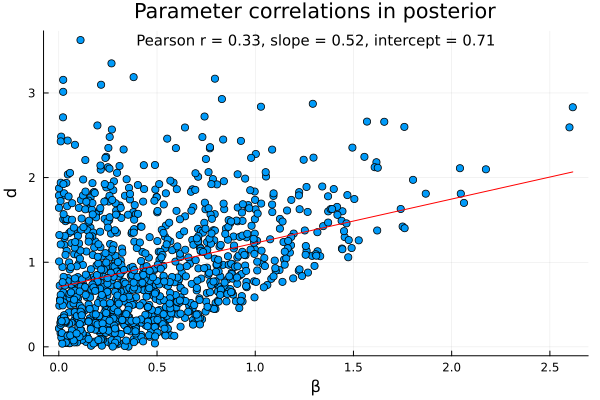 Parameter correlations in posterior
Pearson r = 0.33, slope = 0.52, intercept = 0.71
3
2
1
0
d
0.0 0.5 1.0 1.5 2.0 2.5
β